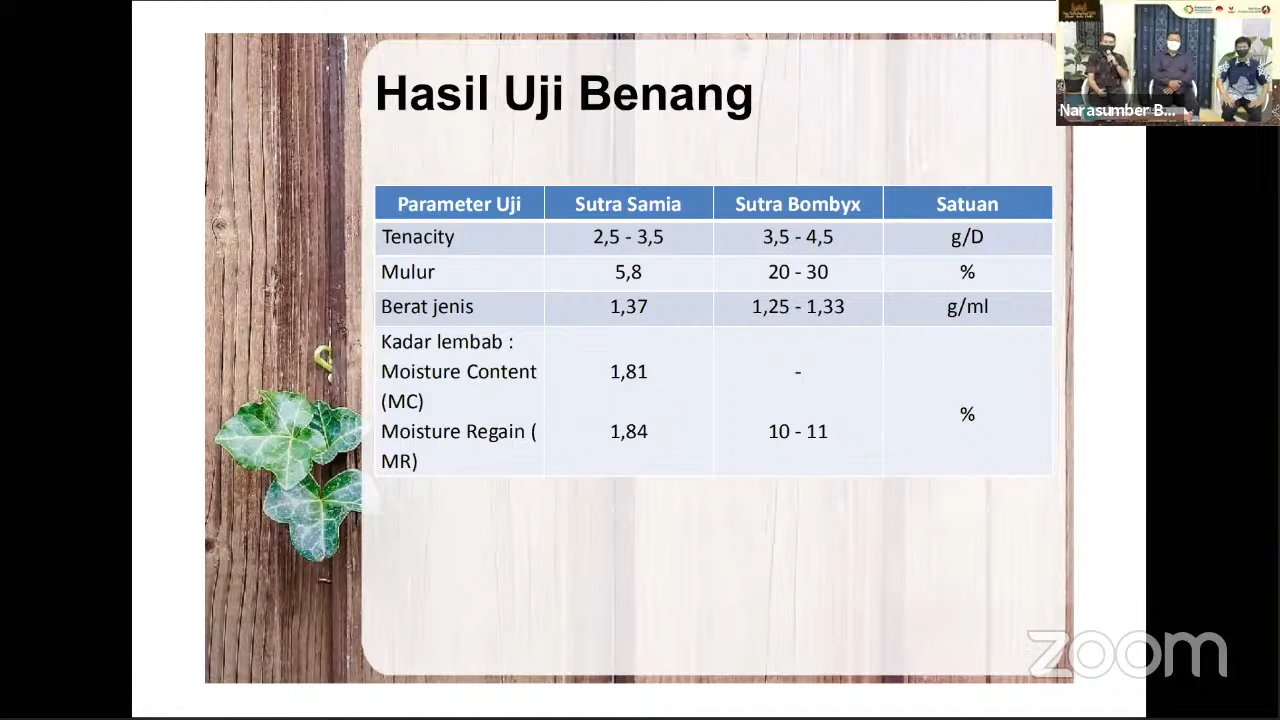 Hasil Uji Benang
Parameter Uji Sutra Samia Sutra Bombyx Satuan
Tenacity 2,5 - 3,5 3,5 - 4,5 g/D
Mulur 5,8 20 - 30 %
Berat jenis 1,37 1,25 - 1,33 g/ml
Kadar lembab :
Moisture Content 1,81 -
(MC)
%
Moisture Regain ( 1,84 10 - 11
MR)
Narasumber B...
zoom